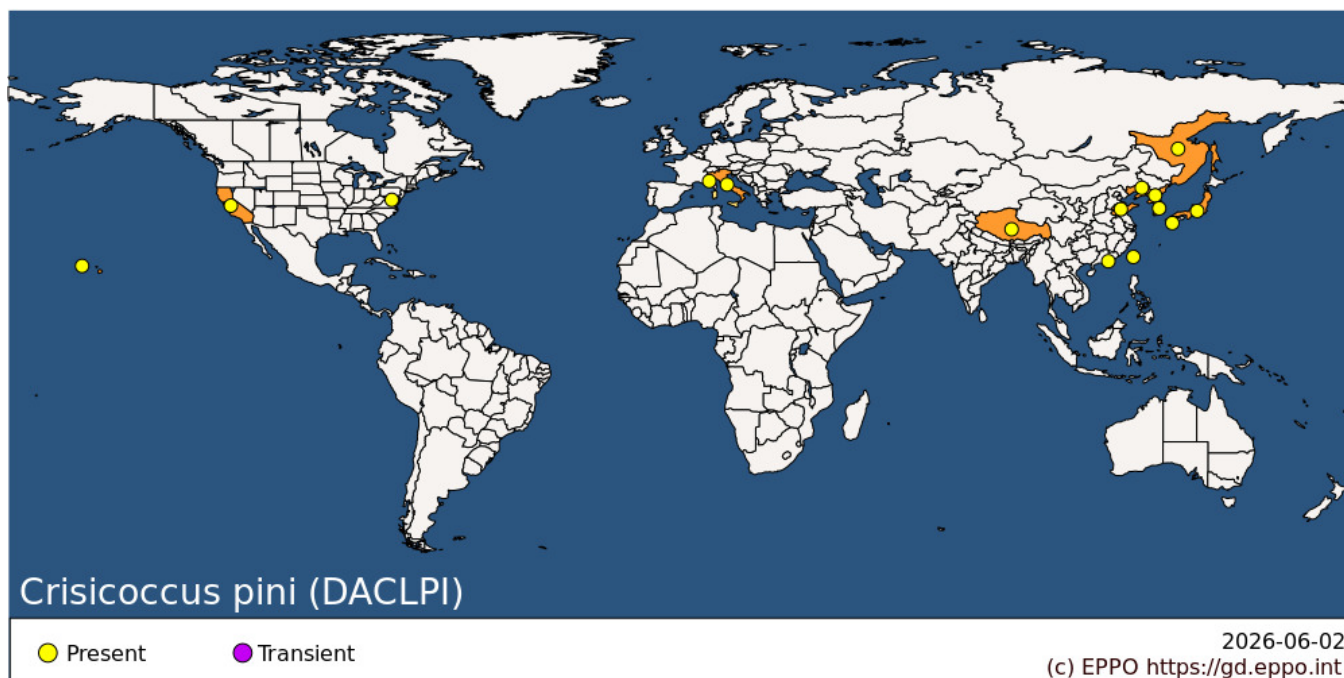 Crisicoccus pini (DACLPI)
Present
Transient
2026-06-02
(c) EPPO https://gd.eppo.int